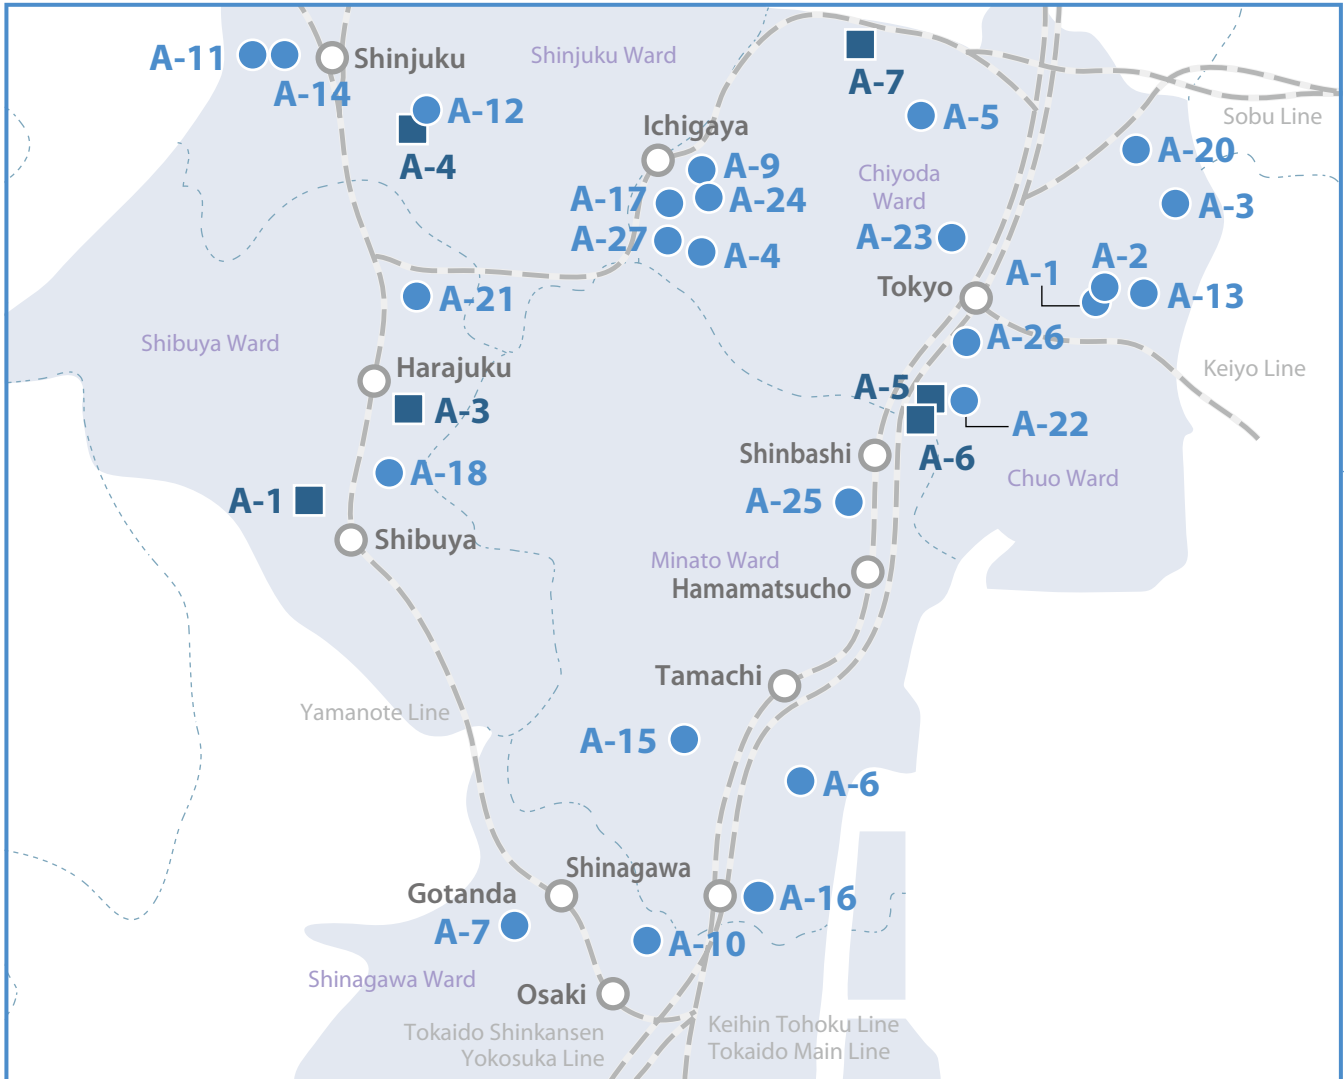 A-11
A-14
Shinjuku
Shinjuku Ward
A-7
A-12
A-4
A-5
Sobu Line
Ichigaya
A-20
A-9
Chiyoda
Ward
A-17
A-24
A-3
A-27
A-4
A-23
A-2
A-1
Tokyo
A-13
A-21
A-26
Shibuya Ward
Harajuku
Keiyo Line
A-5
A-3
A-22
Shinbashi
A-6
A-18
Chuo Ward
A-1
A-25
Shibuya
Minato Ward
Hamamatsucho
Tamachi
Yamanote Line
A-15
A-6
Shinagawa
Gotanda
A-16
A-7
A-10
Shinagawa Ward
Osaki
Tokaido Shinkansen
Yokosuka Line
Keihin Tohoku Line
Tokaido Main Line